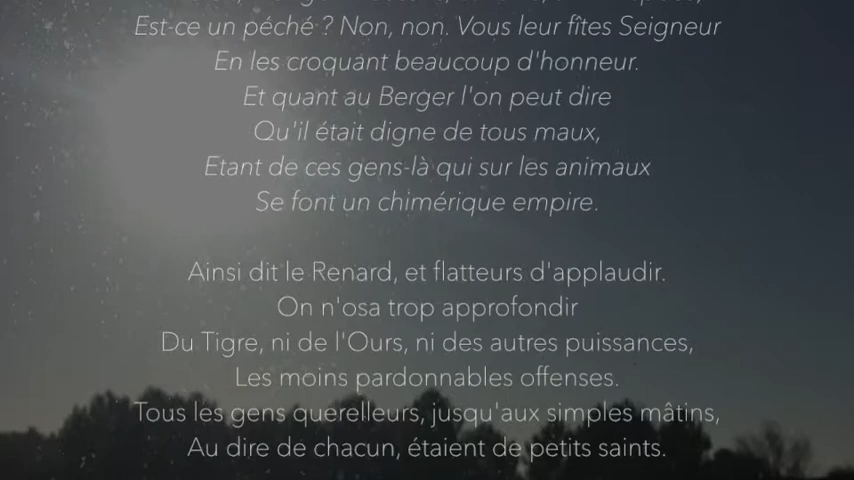 Est-ce un péché ? Non, non. Vous leur fîtes Seigneur
En les croquant beaucoup d'honneur.
Et quant au Berger l'on peut dire
Qu'il était digne de tous maux,
Etant de ces gens-là qui sur les animaux
Se font un chimérique empire.
Ainsi dit le Renard, et flatteurs d'applaudir.
On n'osa trop approfondir
Du Tigre, ni de l'Ours, ni des autres puissances,
Les moins pardonnables offenses.
Tous les gens querelleurs, jusqu'aux simples mâtins,
Au dire de chacun, étaient de petits saints.